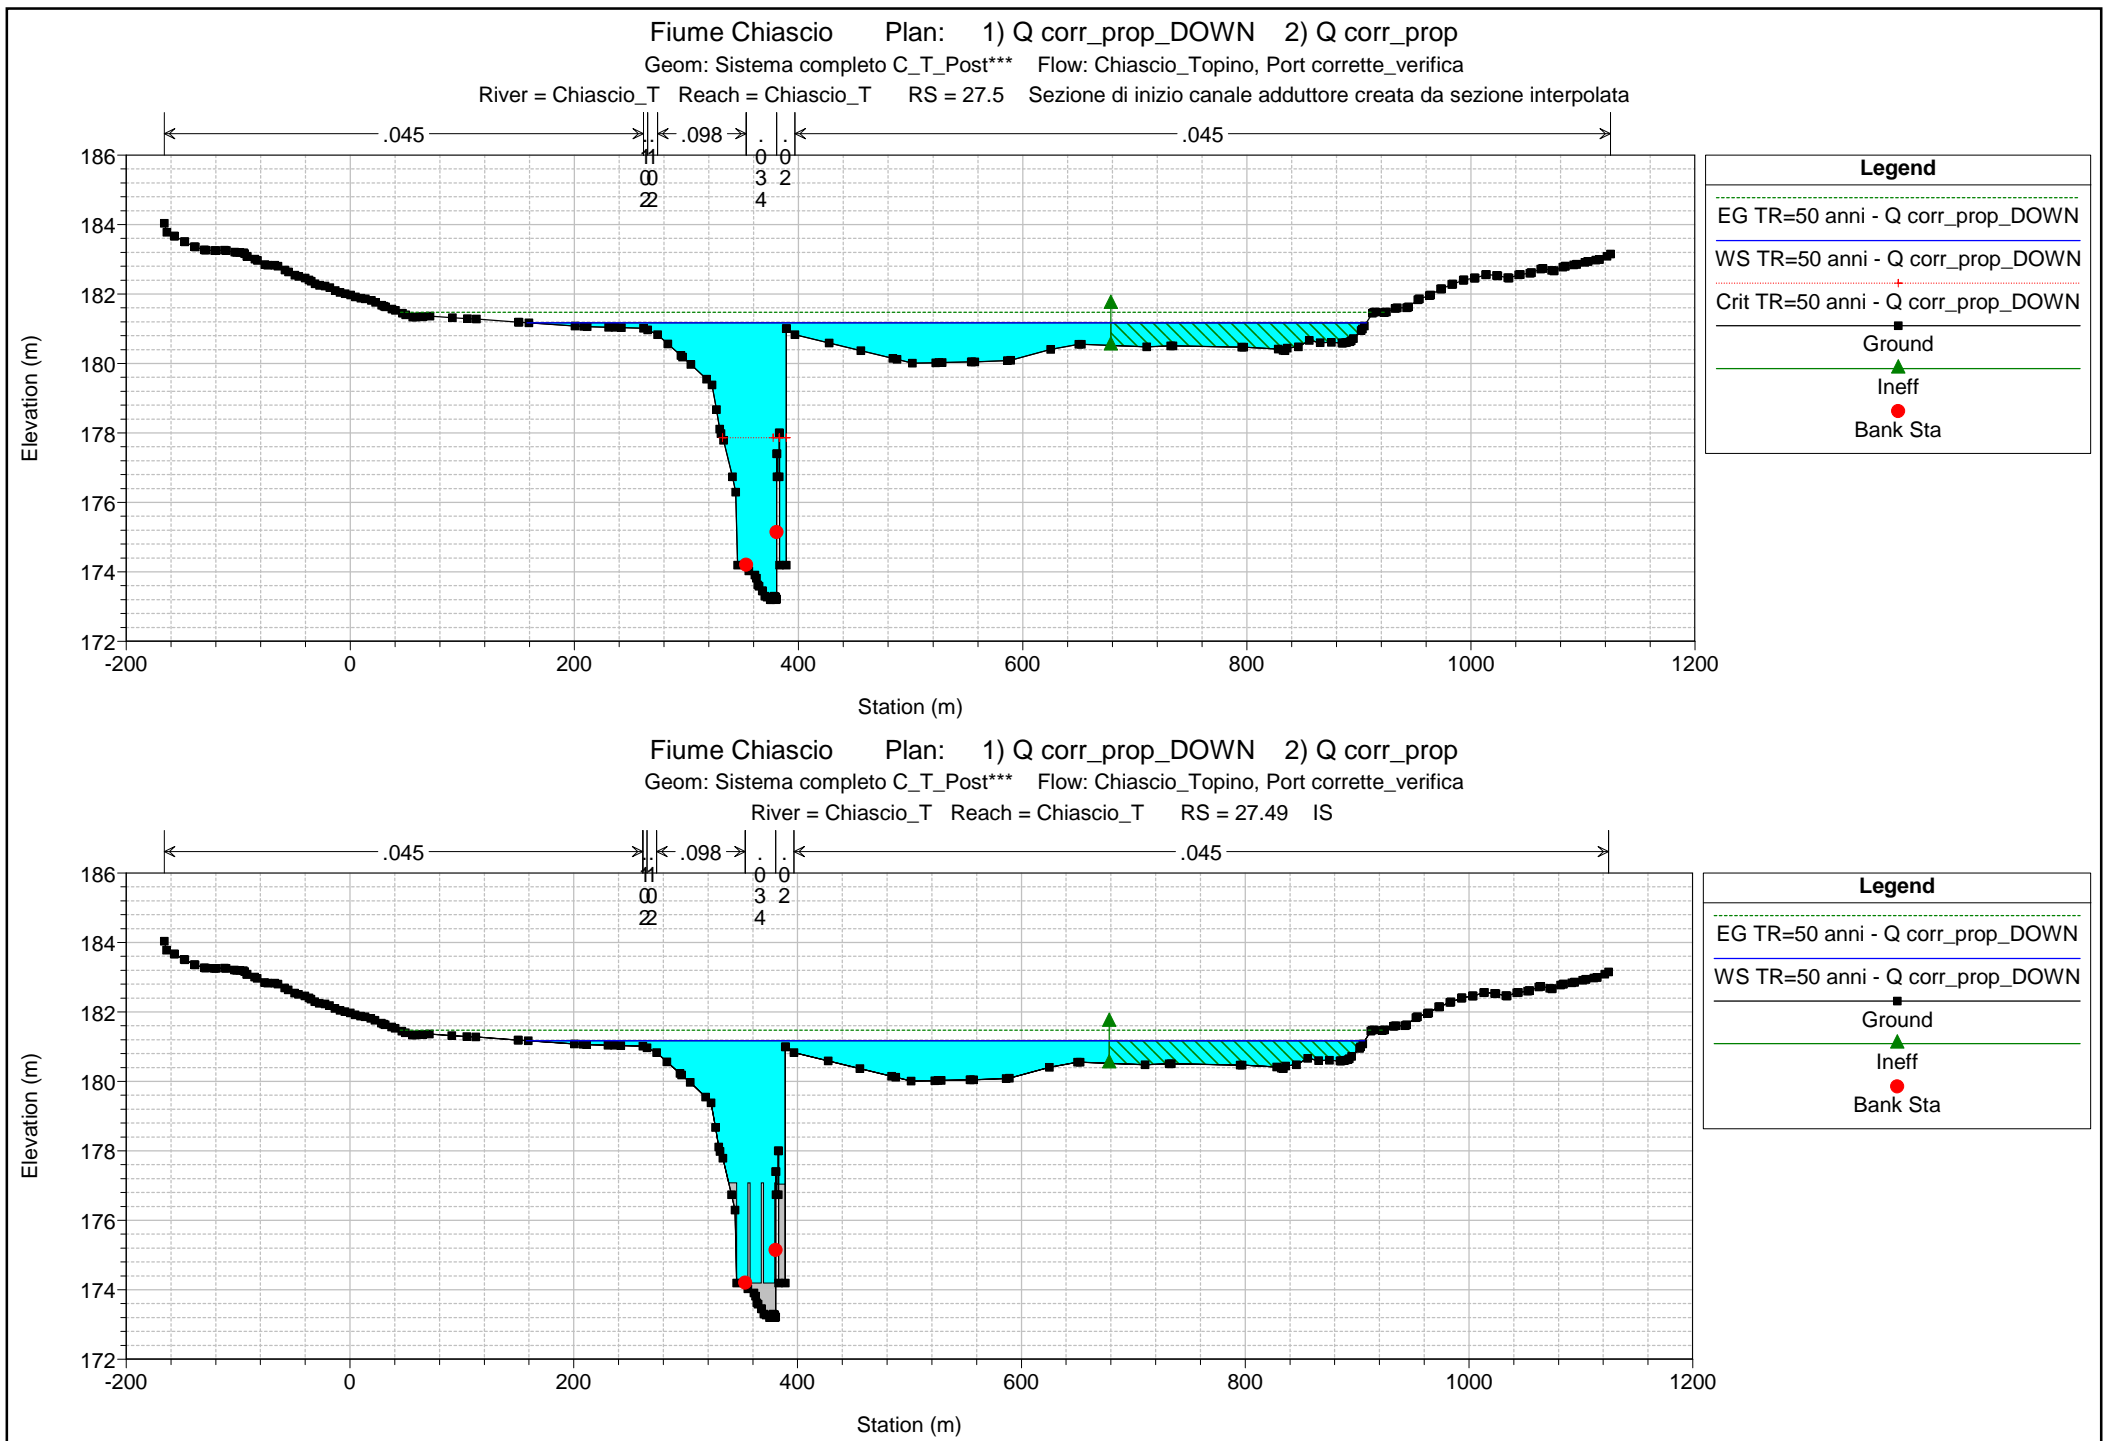 Fiume Chiascio Plan: 1) Q corr_prop_DOWN 2) Q corr_prop
Geom: Sistema completo C_T_Post*** Flow: Chiascio_Topino, Port corrette_verifica
River = Chiascio_T Reach = Chiascio_T RS = 27.5 Sezione di inizio canale adduttore creata da sezione interpolata
.045 .098 .034 .02 .045
186
184
182
180
178
176
174
172
Elevation (m)
-200 0 200 400 600 800 1000 1200
Station (m)
Legend
EG TR=50 anni - Q corr_prop_DOWN
WS TR=50 anni - Q corr_prop_DOWN
Crit TR=50 anni - Q corr_prop_DOWN
Ground
Ineff
Bank Sta
Fiume Chiascio Plan: 1) Q corr_prop_DOWN 2) Q corr_prop
Geom: Sistema completo C_T_Post*** Flow: Chiascio_Topino, Port corrette_verifica
River = Chiascio_T Reach = Chiascio_T RS = 27.49 IS
.045 .098 .034 .02 .045
186
184
182
180
178
176
174
172
Elevation (m)
-200 0 200 400 600 800 1000 1200
Station (m)
Legend
EG TR=50 anni - Q corr_prop_DOWN
WS TR=50 anni - Q corr_prop_DOWN
Ground
Ineff
Bank Sta